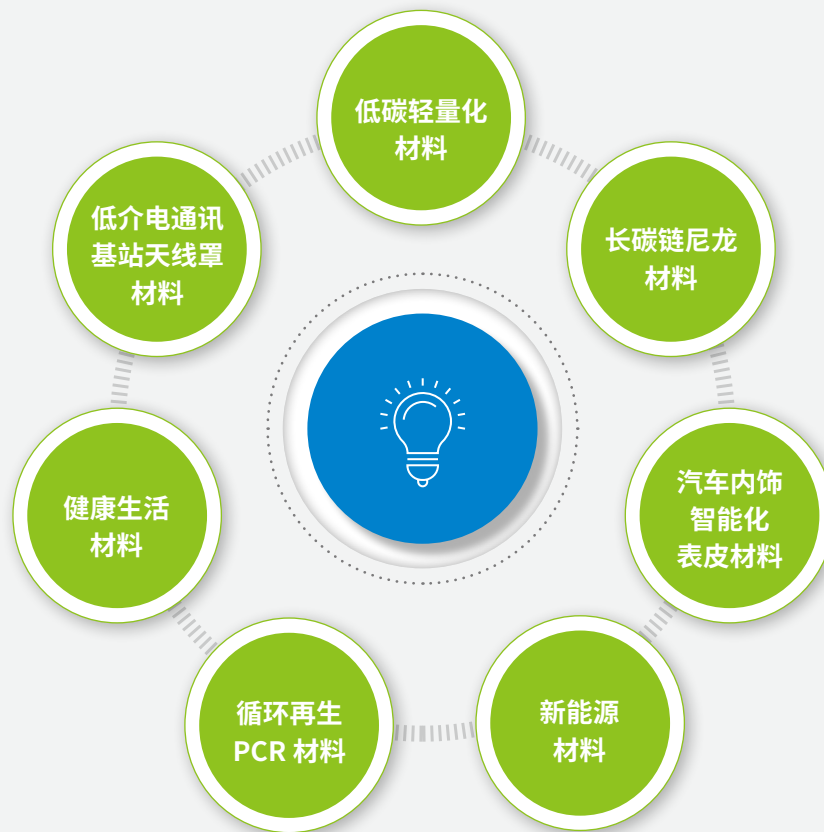 低碳轻量化
材料
长碳链尼龙
材料
汽车内饰
智能化
表皮材料
新能源
材料
循环再生
PCR 材料
健康生活
材料
低介电通讯
基站天线罩
材料